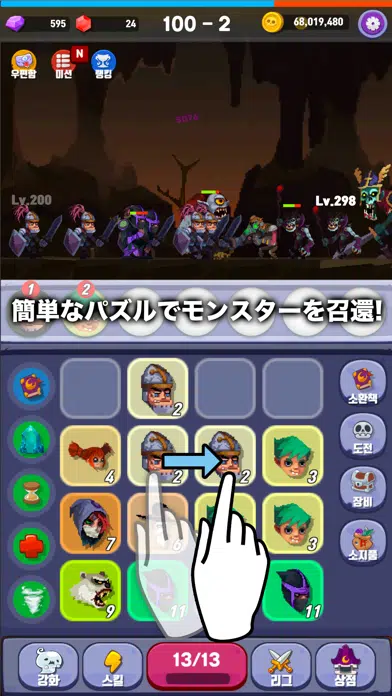 595
24
100 - 2
68,019,480
우편함
미션
N
랭킹
5076
Lv.200
Lv.298
1
2
簡単なパズルでモンスターを召還!
2
소환책
4
2
2
3
도전
7
3
장비
9
11
11
소지품
강화
스킬
13/13
리그
상점